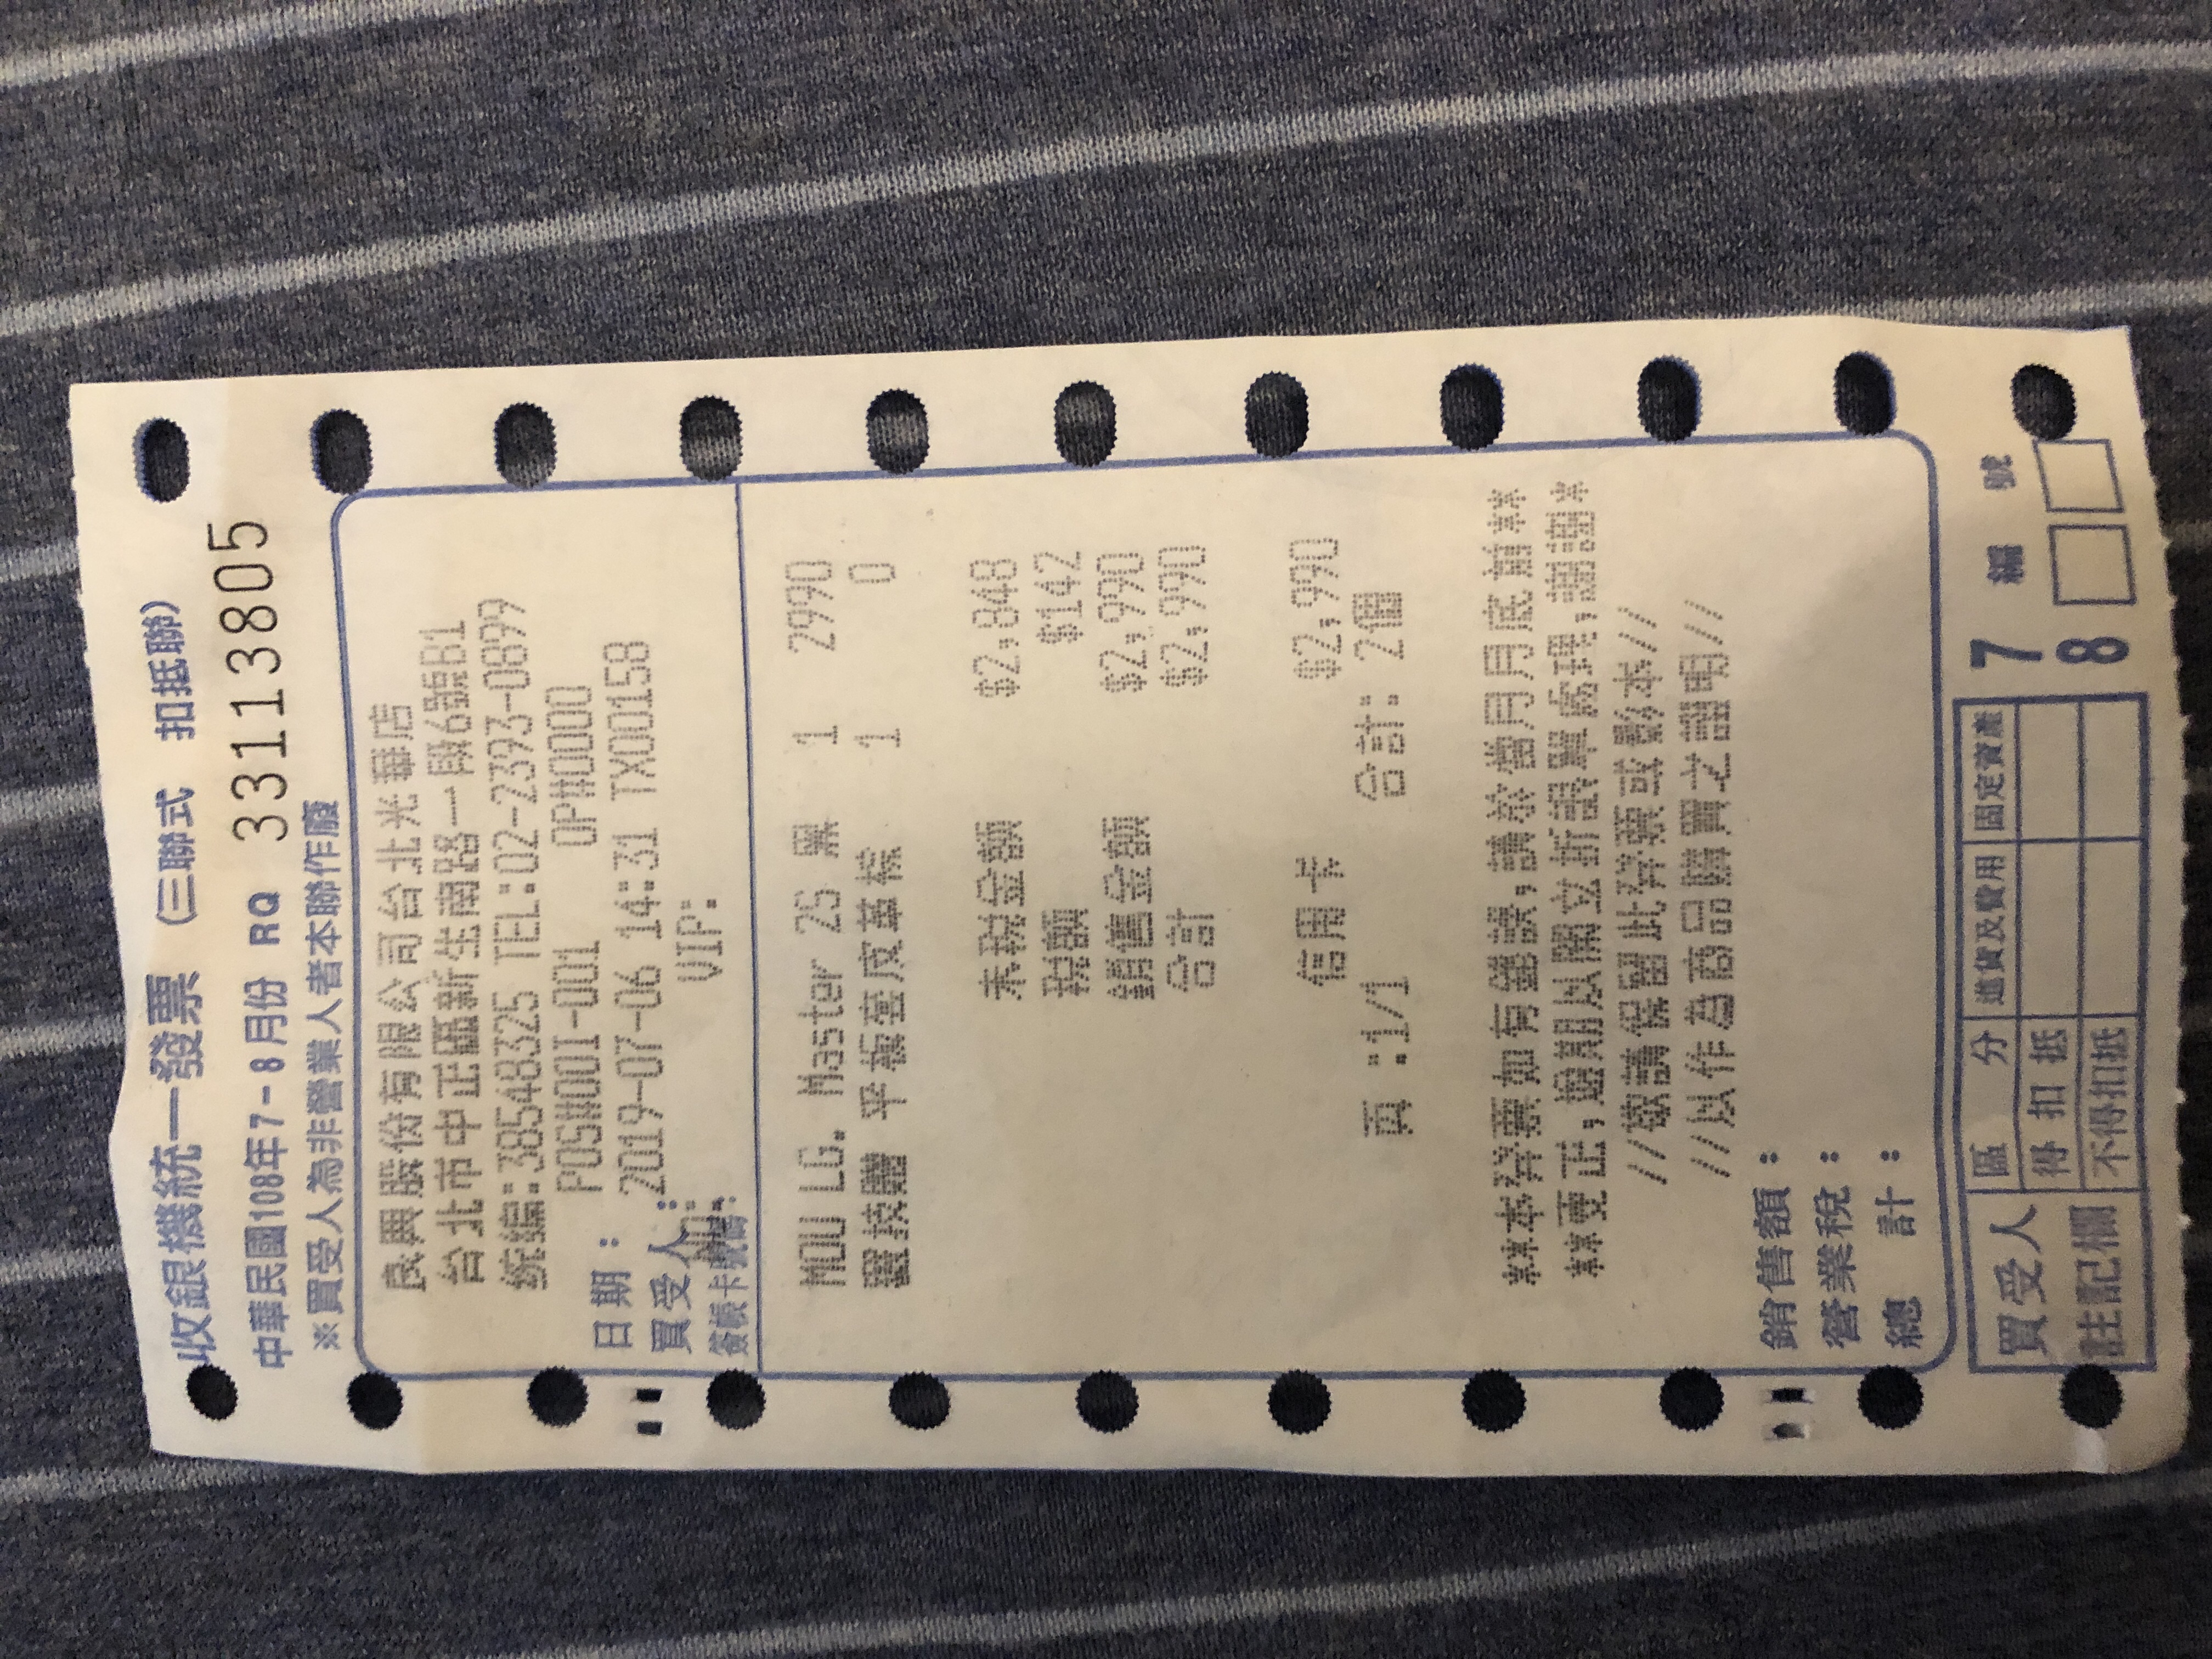 收銀機統一發票 (三聯式 扣抵聯)
中華民國108年7-8月份 RQ 33113805
※買受人為非營業人者本聯作廢
良興股份有限公司台北光華店
台北市中正區新生南路一段6號B1
統編:38548325 TEL:02-2393-0899
POS#00I-001 OP#0000
日期:
2019-07-06 14:31 TX00158
買受人:
NO: VIP:
簽帳卡號碼:
MOU LG. Master 2S 黑 1 2990
羅技贈 平板套皮革樣 1 0
未稅金額 $2,848
稅額 $142
銷售金額 $2,990
合計 $2,990
信用卡 $2,990
頁 :1/1 合計: 2個
**本發票如有錯誤,請於當月月底前**
**更正,逾期以開立折讓單處理,謝謝*
//敬請保留此發票或影本//
//以作為商品購買之證明//
銷售額:
營業稅:
總 計:
買受人註記欄 區 分 進貨及費用 固定資產
得扣抵
不得扣抵
7 8 編 號